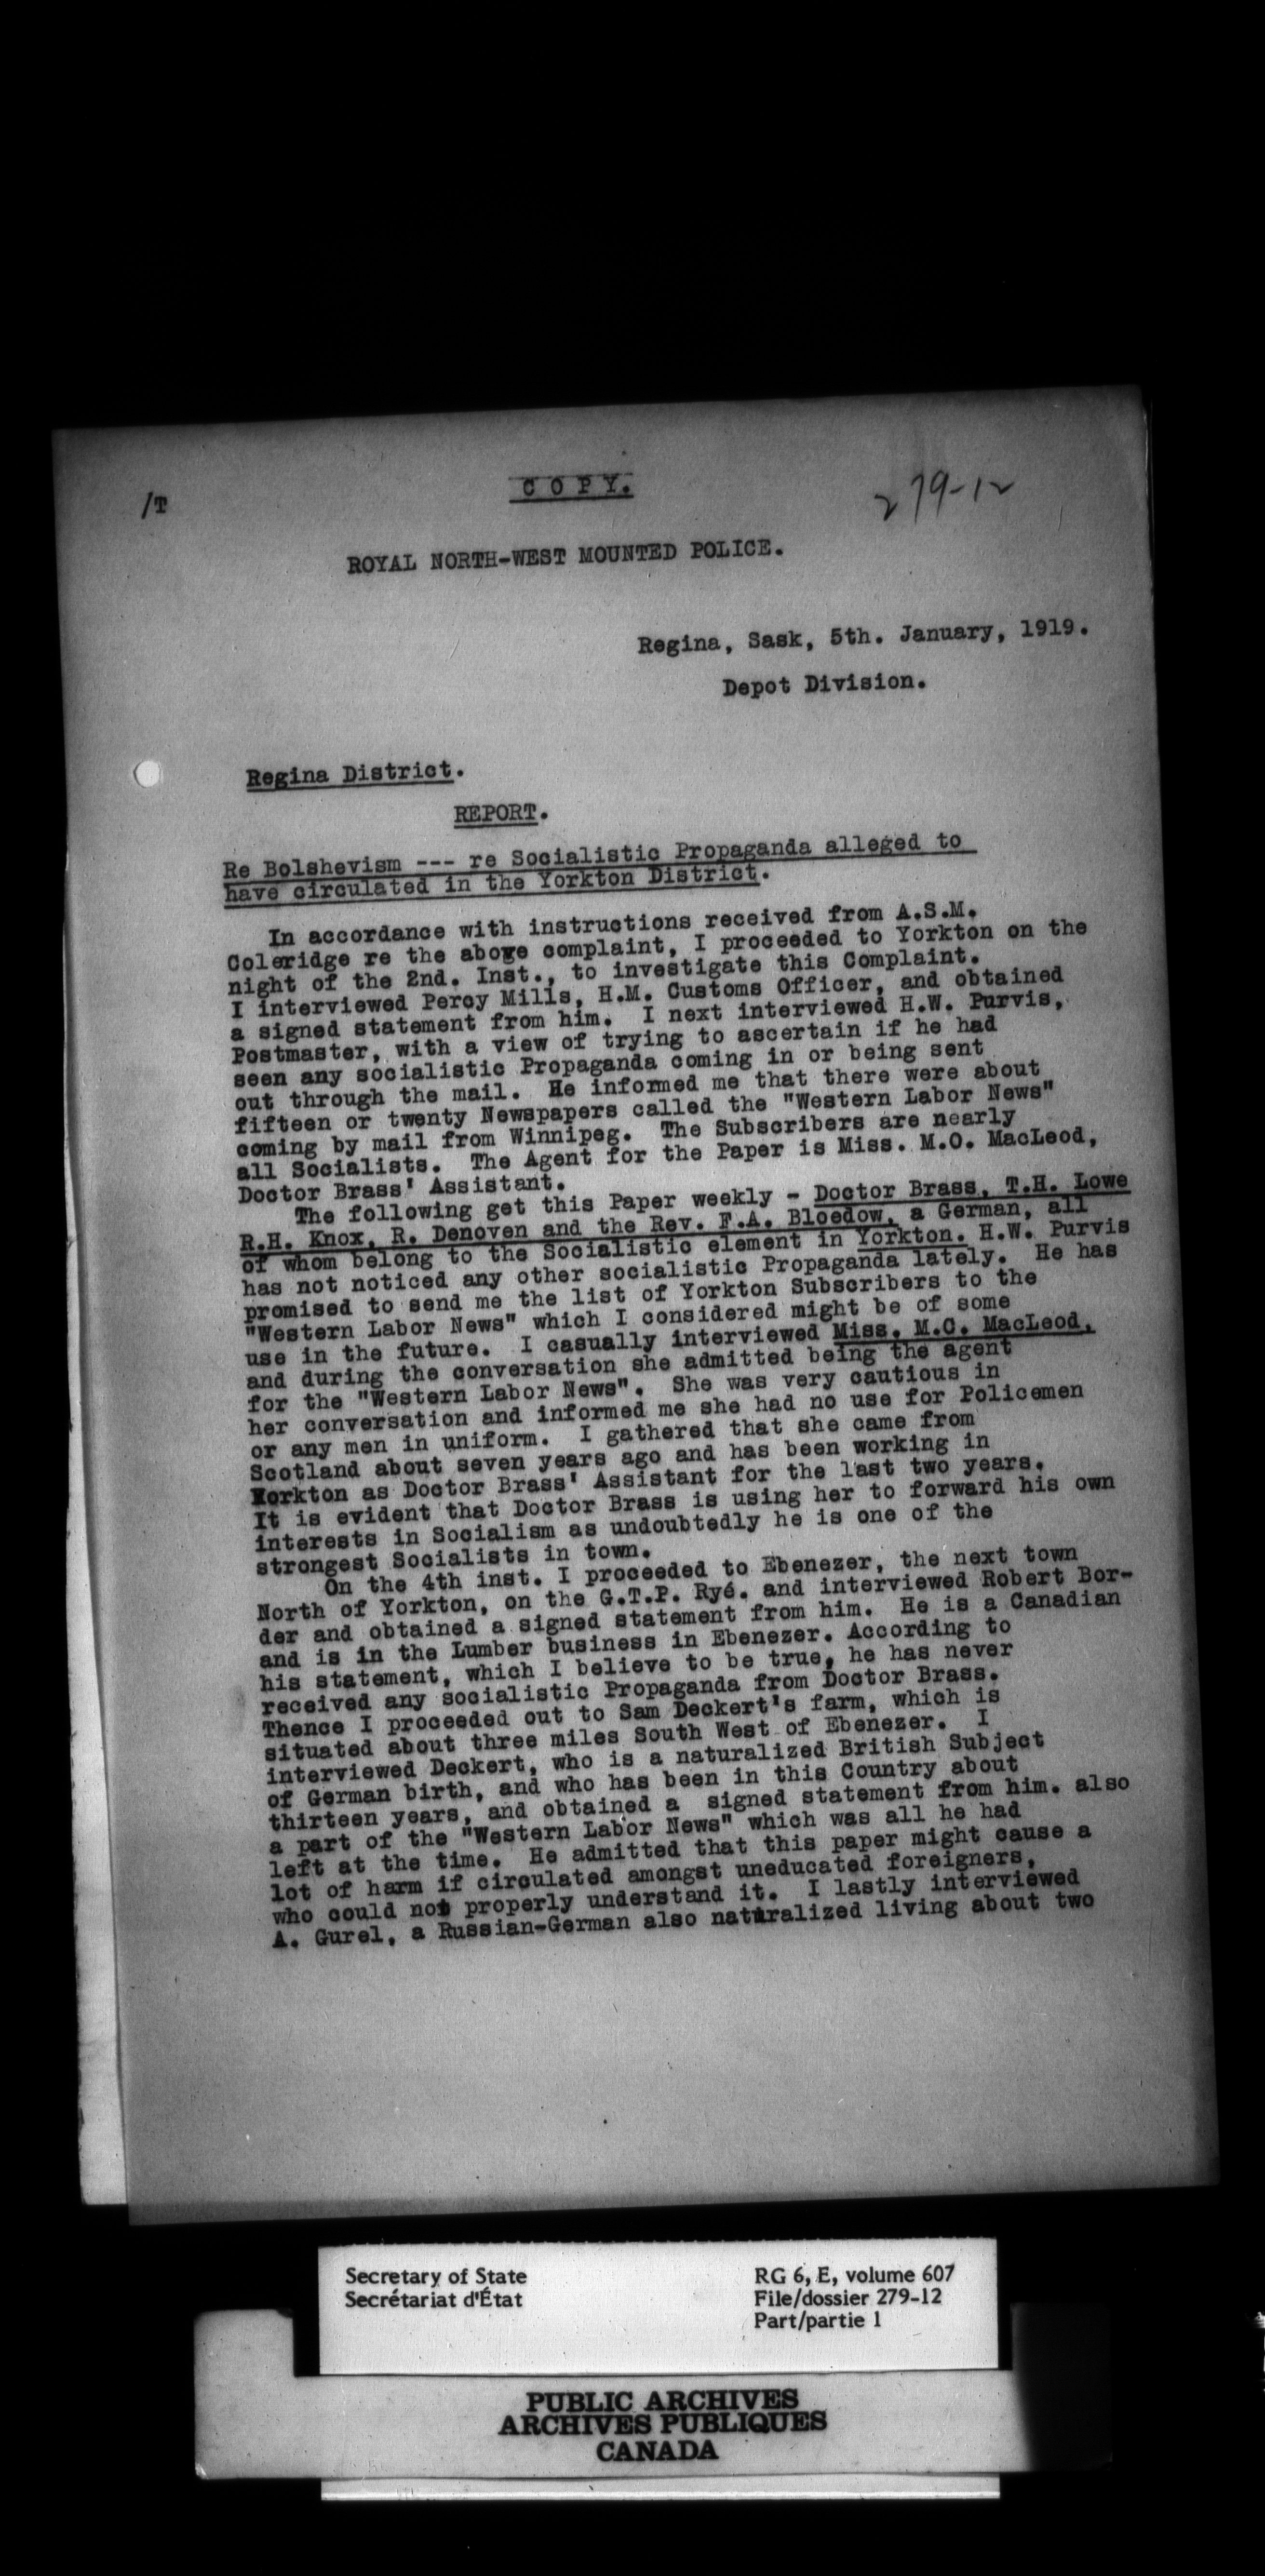 /T
C O P Y.
279-12
ROYAL NORTH-WEST MOUNTED POLICE.
Regina, Sask, 5th. January, 1919.
Depot Division.
Regina District.
REPORT.
Re Bolshevism --- re Socialistic Propaganda alleged to
have circulated in the Yorkton District.
In accordance with instructions received from A.S.M.
Coleridge re the above complaint, I proceeded to Yorkton on the
night of the 2nd. Inst., to investigate this Complaint.
I interviewed Percy Mills, H.M. Customs Officer, and obtained
a signed statement from him. I next interviewed H.W. Purvis,
Postmaster, with a view of trying to ascertain if he had
seen any socialistic Propaganda coming in or being sent
out through the mail. He informed me that there were about
fifteen or twenty Newspapers called the "Western Labor News"
coming by mail from Winnipeg. The Subscribers are nearly
all Socialists. The Agent for the Paper is Miss. M.C. MacLeod,
Doctor Brass' Assistant.
The following get this Paper weekly - Doctor Brass, T.H. Lowe
R.H. Knox, R. Denoven and the Rev. F.A. Bloedow, a German, all
of whom belong to the Socialistic element in Yorkton. H.W. Purvis
has not noticed any other socialistic Propaganda lately. He has
promised to send me the list of Yorkton Subscribers to the
"Western Labor News" which I considered might be of some
use in the future. I casually interviewed Miss. M.C. MacLeod,
and during the conversation she admitted being the agent
for the "Western Labor News". She was very cautious in
her conversation and informed me she had no use for Policemen
or any men in uniform. I gathered that she came from
Scotland about seven years ago and has been working in
Yorkton as Doctor Brass' Assistant for the last two years.
It is evident that Doctor Brass is using her to forward his own
interests in Socialism as undoubtedly he is one of the
strongest Socialists in town.
On the 4th inst. I proceeded to Ebenezer, the next town
North of Yorkton, on the G.T.P. Ryé. and interviewed Robert Bor-
der and obtained a signed statement from him. He is a Canadian
and is in the Lumber business in Ebenezer. According to
his statement, which I believe to be true, he has never
received any socialistic Propaganda from Doctor Brass.
Thence I proceeded out to Sam Deckert's farm, which is
situated about three miles South West of Ebenezer. I
interviewed Deckert, who is a naturalized British Subject
of German birth, and who has been in this Country about
thirteen years, and obtained a signed statement from him. also
a part of the "Western Labor News" which was all he had
left at the time. He admitted that this paper might cause a
lot of harm if circulated amongst uneducated foreigners,
who could not properly understand it. I lastly interviewed
A. Gurel, a Russian-German also naturalized living about two
Secretary of State
Secrétariat d'État
RG 6, E, volume 607
File/dossier 279-12
Part/partie 1
PUBLIC ARCHIVES
ARCHIVES PUBLIQUES
CANADA